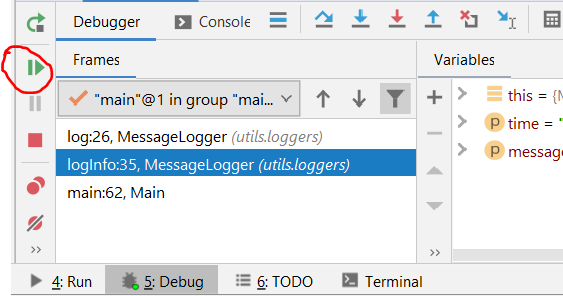 Debugger Console
Frames Variables
"main"@1 in group "mai...
this = {M
time = "
message
log:26, MessageLogger (utils.loggers)
logInfo:35, MessageLogger (utils.loggers)
main:62, Main
4: Run 5: Debug 6: TODO Terminal